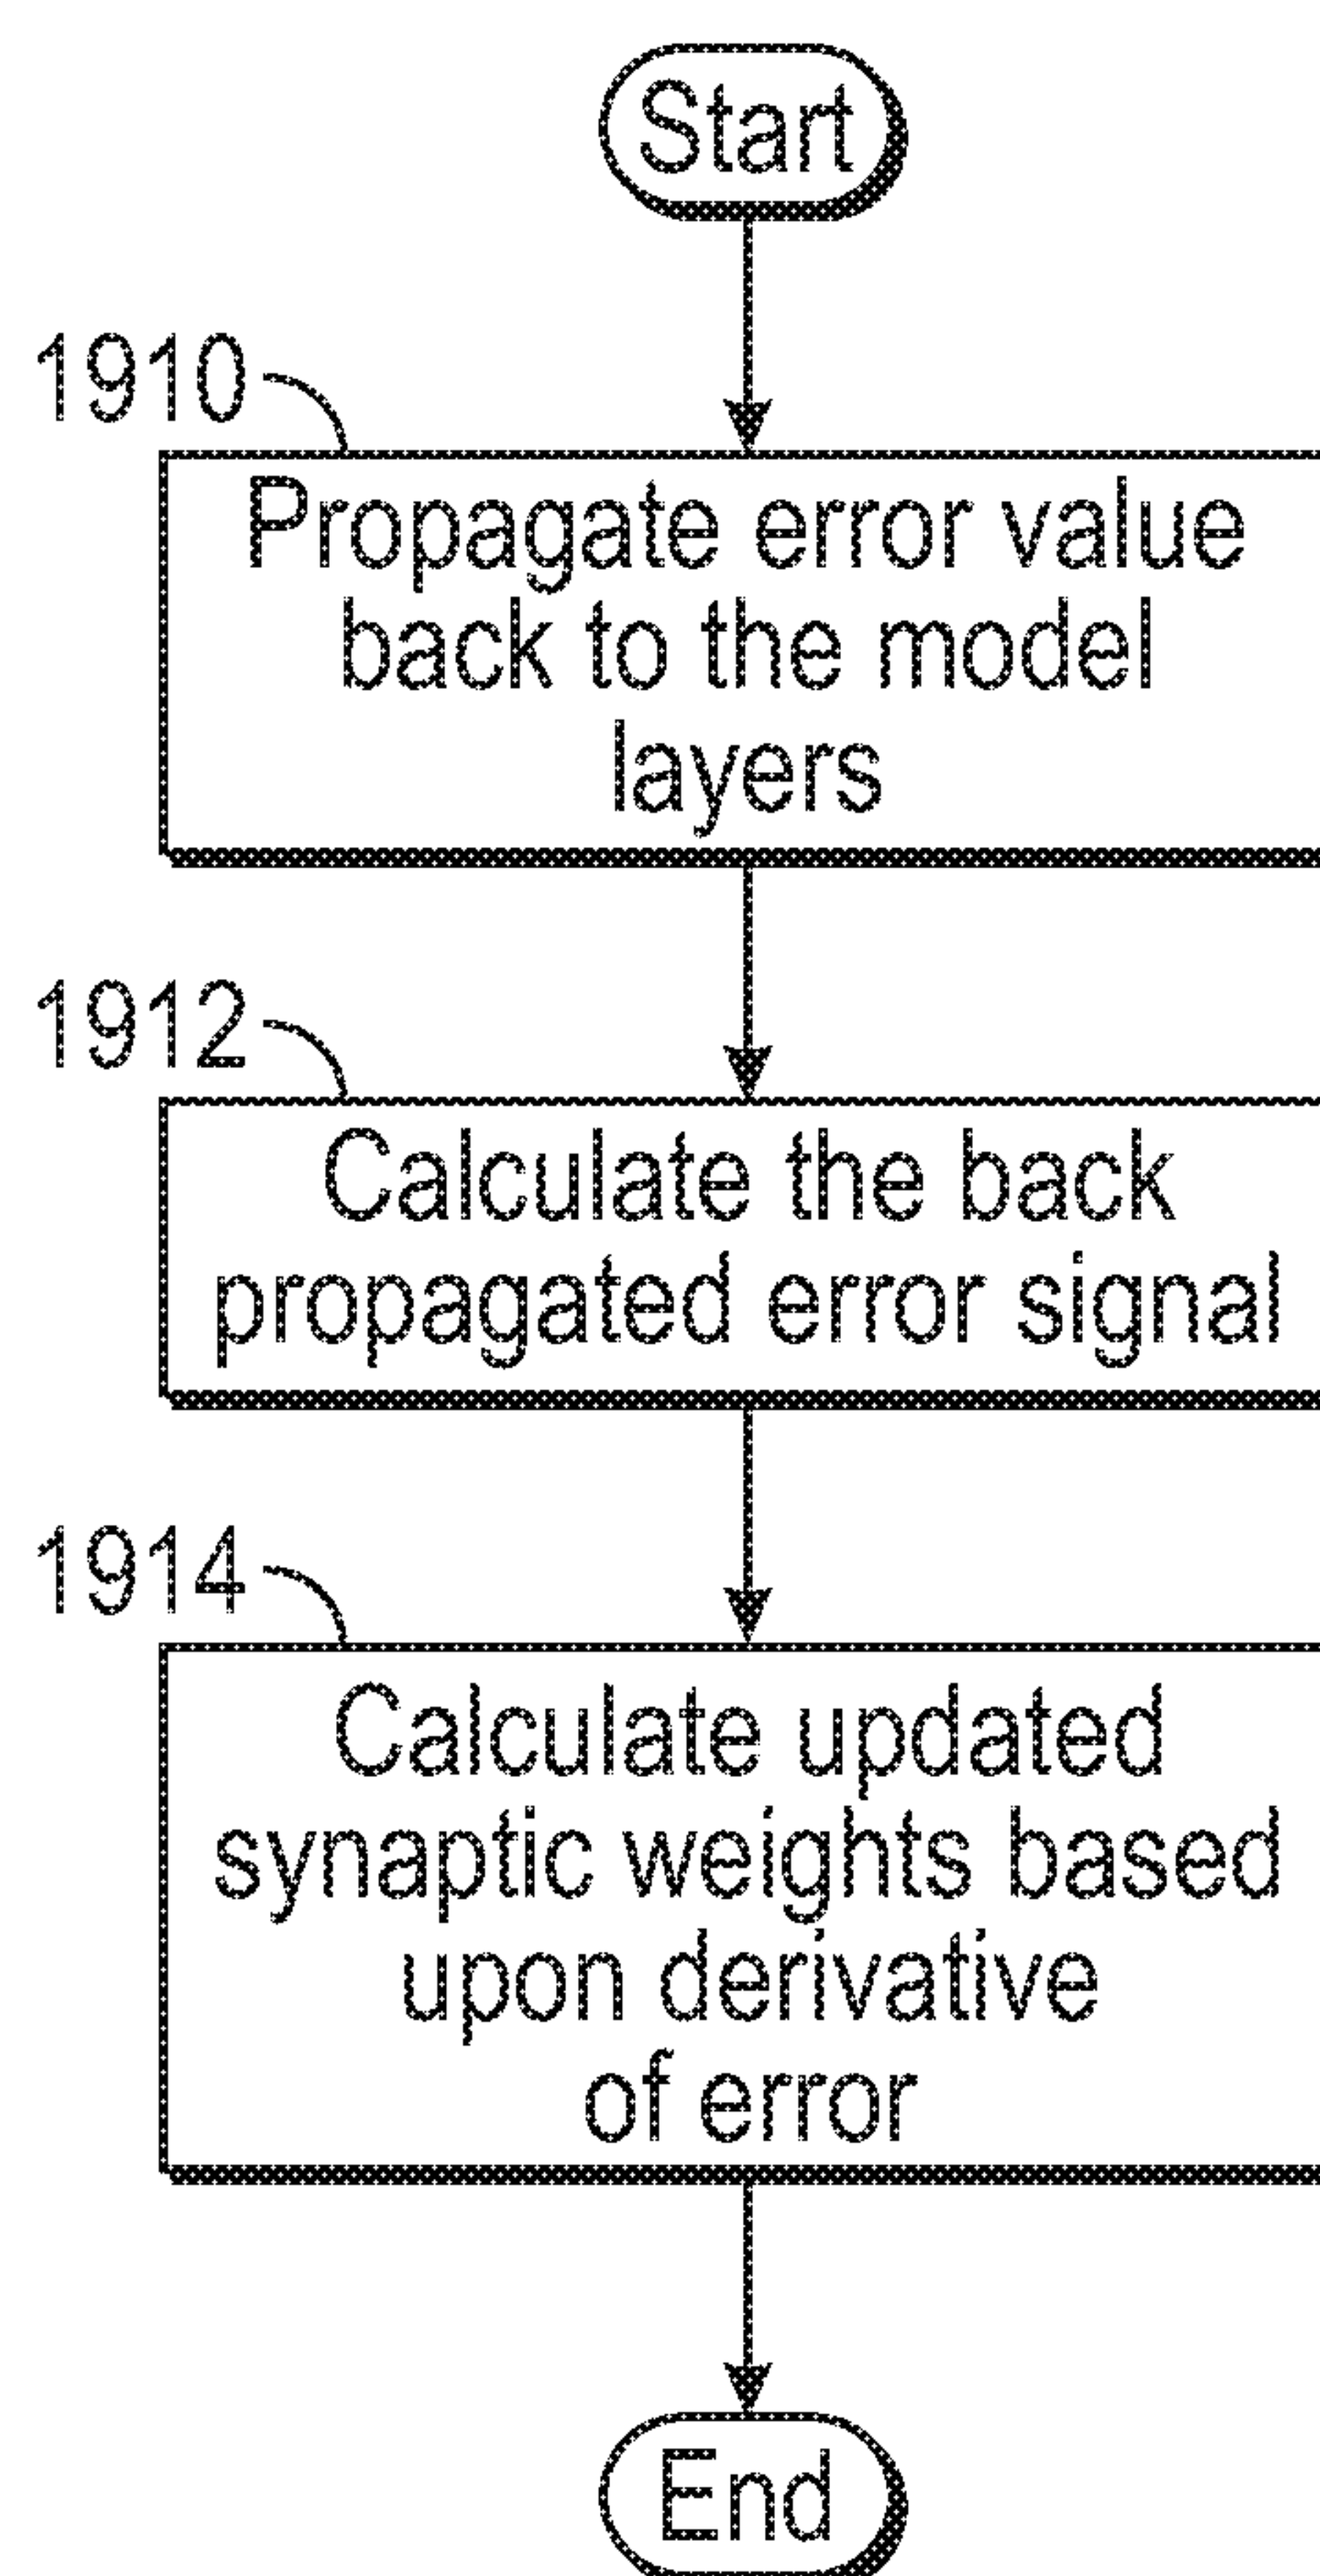 Start
1910
Propagate error value
back to the model
layers
1912
Calculate the back
propagated error signal
1914
Calculate updated
synaptic weights based
upon derivative
of error
End